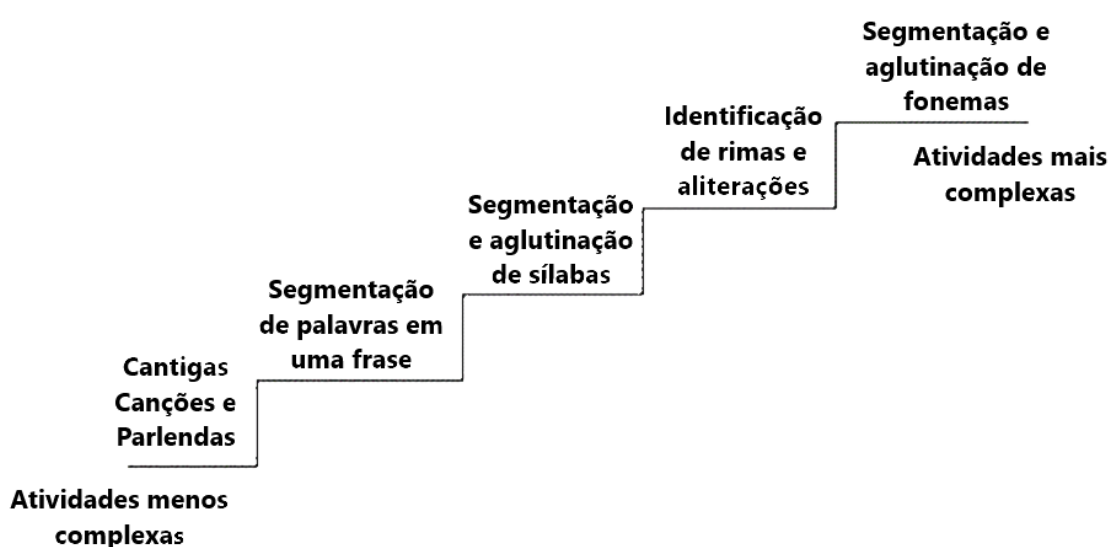 Segmentação e
aglutinação de
fonemas
Atividades mais
complexas
Identificação
de rimas e
aliterações
Segmentação
e aglutinação
de sílabas
Segmentação
de palavras em
uma frase
Cantigas
Canções e
Parlendas
Atividades menos
complexas